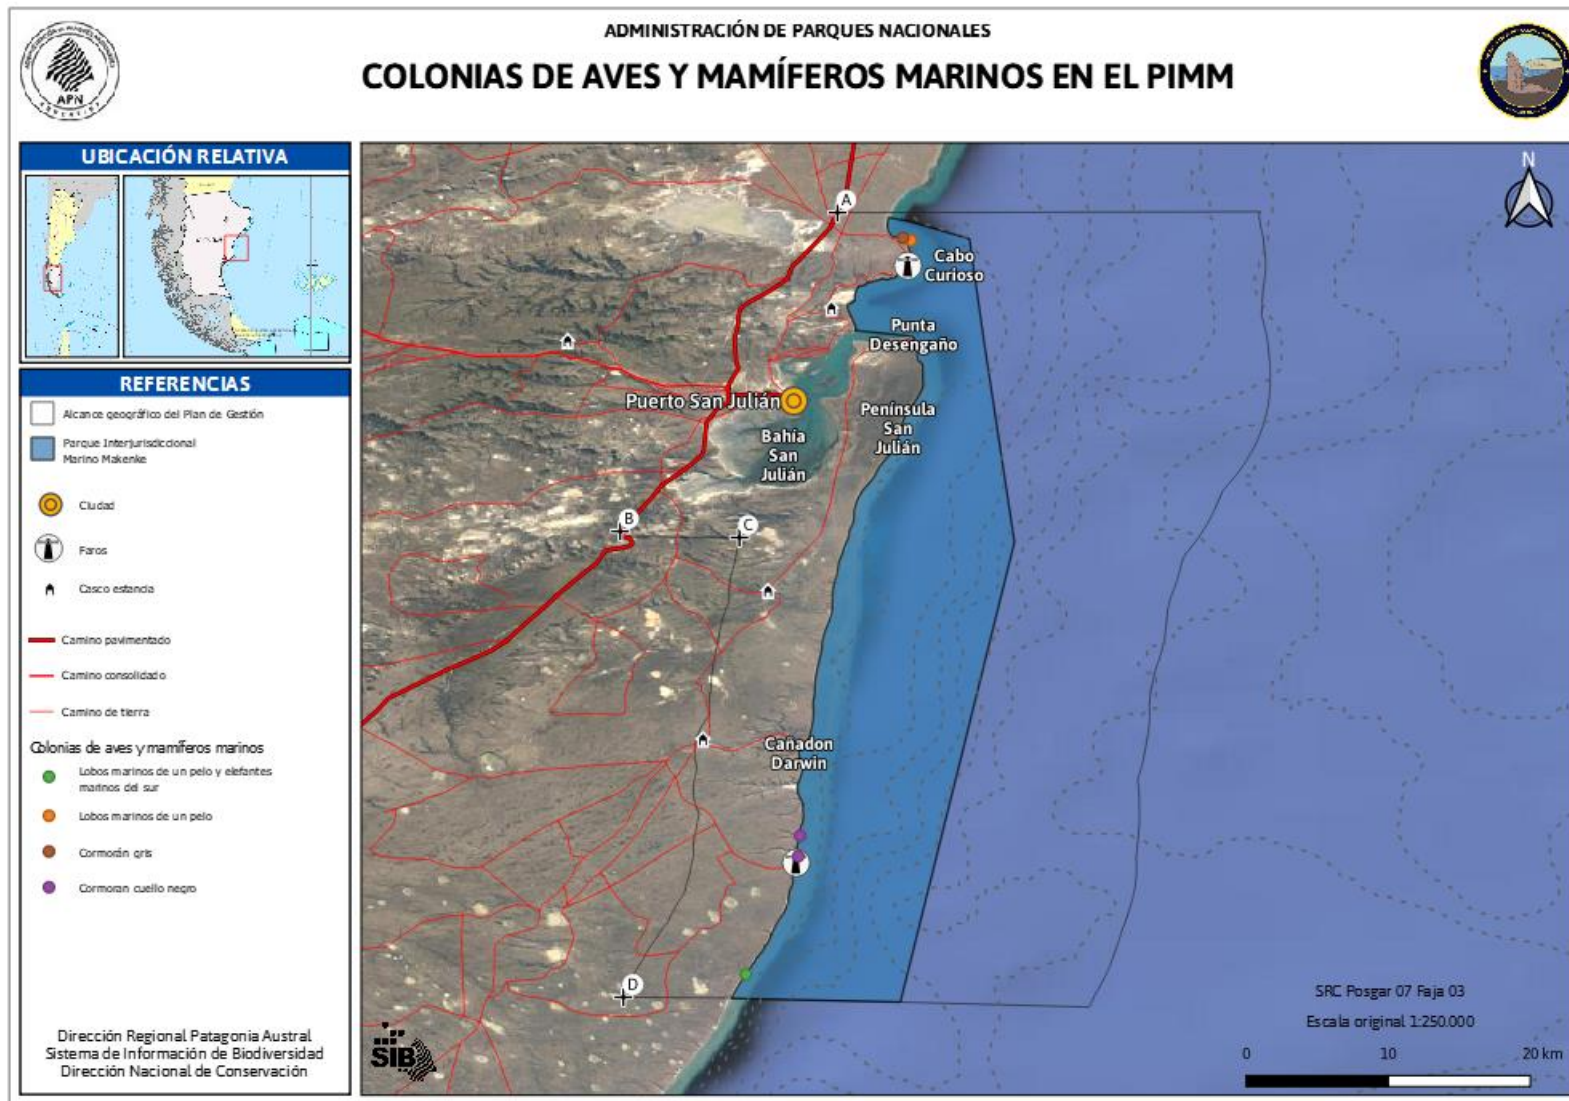 ADMINISTRACIÓN DE PARQUES NACIONALES
COLONIAS DE AVES Y MAMÍFEROS MARINOS EN EL PIMM
APN
ARGENTINA
UBICACIÓN RELATIVA
REFERENCIAS
Alcance geográfico del Plan de Gestión
Parque Interjurisdiccional
Marino Makenke
Ciudad
Faros
Casco estancia
Camino pavimentado
Camino consolidado
Camino de tierra
Colonias de aves y mamíferos marinos
Lobos marinos de un pelo y elefantes
marinos del sur
Lobos marinos de un pelo
Cormorán gris
Cormoran cuello negro
Dirección Regional Patagonia Austral
Sistema de Información de Biodiversidad
Dirección Nacional de Conservación
N
A
Cabo
Curioso
Punta
Desengaño
Puerto San Julián
Península
San
Julián
Bahía
San
Julián
B
C
Cañadon
Darwin
D
SIB
SRC Posgar 07 Faja 03
Escala original 1:250.000
0 10 20 km